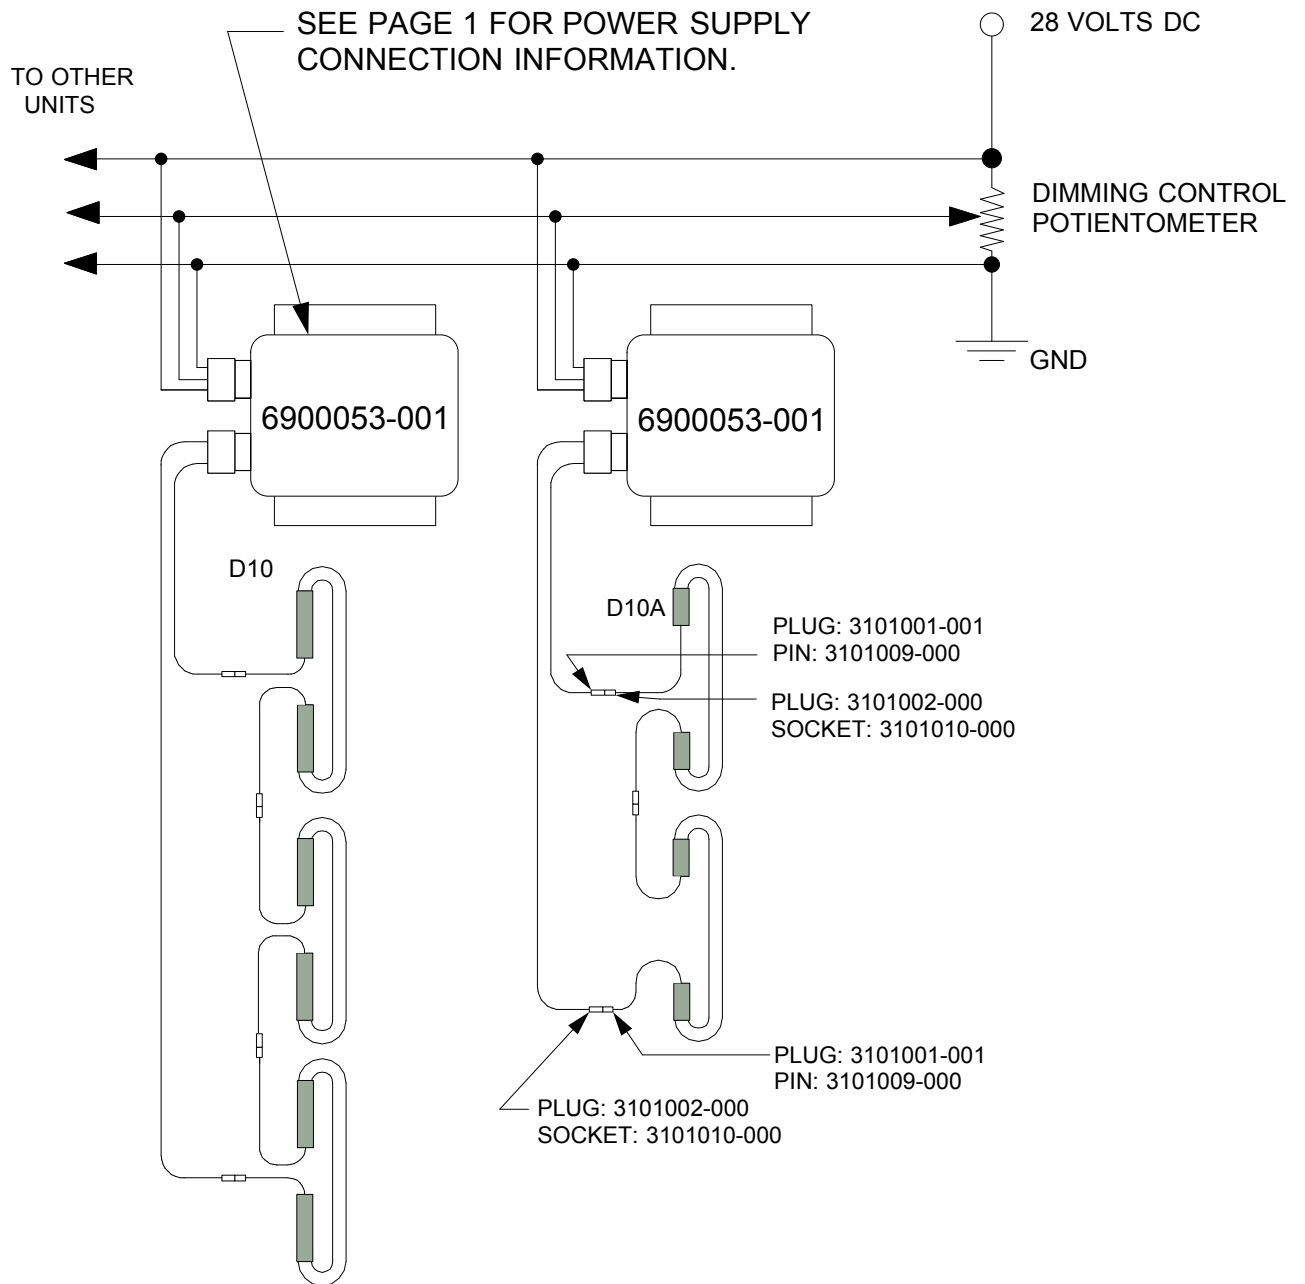 SEE PAGE 1 FOR POWER SUPPLY
CONNECTION INFORMATION.
28 VOLTS DC
TO OTHER
UNITS
DIMMING CONTROL
POTIENTOMETER
GND
6900053-001
6900053-001
D10
D10A
PLUG: 3101001-001
PIN: 3101009-000
PLUG: 3101002-000
SOCKET: 3101010-000
PLUG: 3101001-001
PIN: 3101009-000
PLUG: 3101002-000
SOCKET: 3101010-000